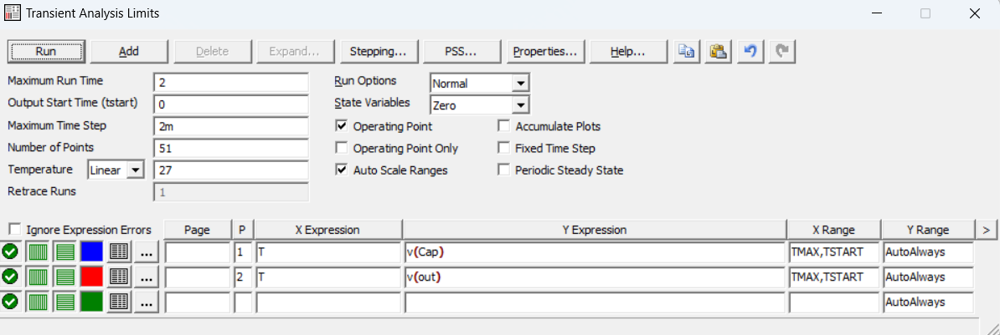 Transient Analysis Limits
Run Add Delete Expand... Stepping... PSS... Properties... Help...
Maximum Run Time 2 Run Options Normal
Output Start Time (tstart) 0 State Variables Zero
Maximum Time Step 2m Operating Point Accumulate Plots
Number of Points 51 Operating Point Only Fixed Time Step
Temperature Linear 27 Auto Scale Ranges Periodic Steady State
Retrace Runs 1
Ignore Expression Errors Page P X Expression Y Expression X Range Y Range >
... 1 T v(Cap) TMAX,TSTART AutoAlways
... 2 T v(out) TMAX,TSTART AutoAlways
... AutoAlways